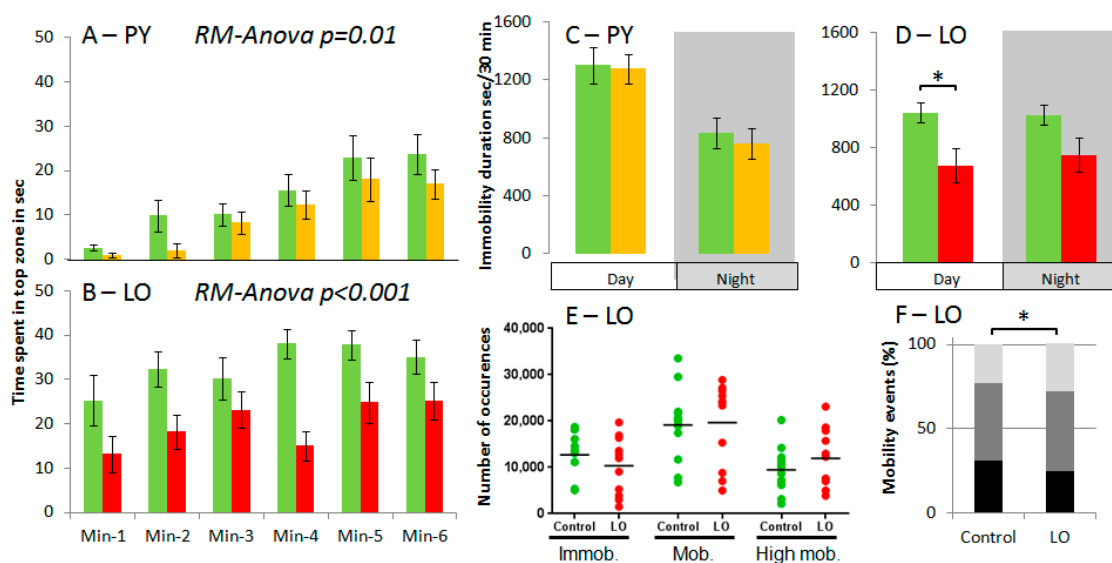 A – PY RM-Anova p=0.01
50
40
30
20
10
0
B – LO RM-Anova p<0.001
40
30
20
10
0
Time spent in top zone in sec
Min-1 Min-2 Min-3 Min-4 Min-5 Min-6
C – PY
1600
1200
800
400
0
Immobility duration sec/30 min
Day Night
D – LO
1600
1200
800
400
0
*
Day Night
E – LO
40,000
30,000
20,000
10,000
0
Number of occurences
Control LO Control LO Control LO
Immob. Mob. High mob.
F – LO
*
100
50
0
Mobility events (%)
Control LO